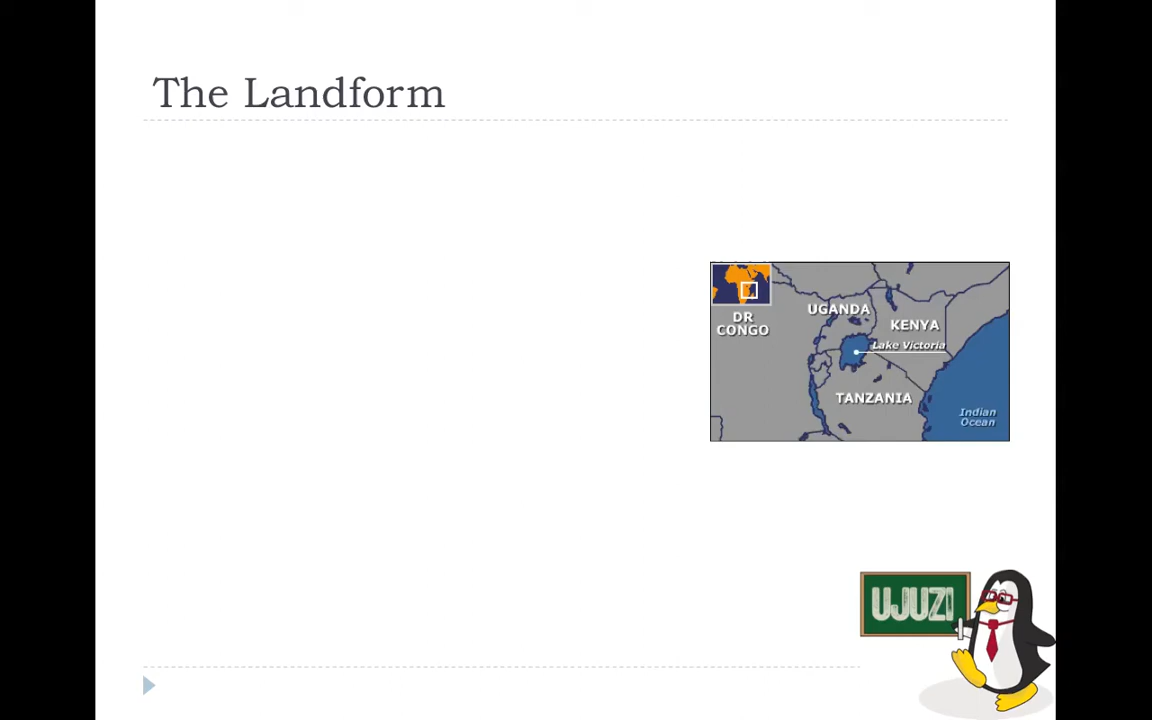 The Landform
UGANDA
DR
CONGO
KENYA
Lake Victoria
TANZANIA
Indian
Ocean
UJUZI